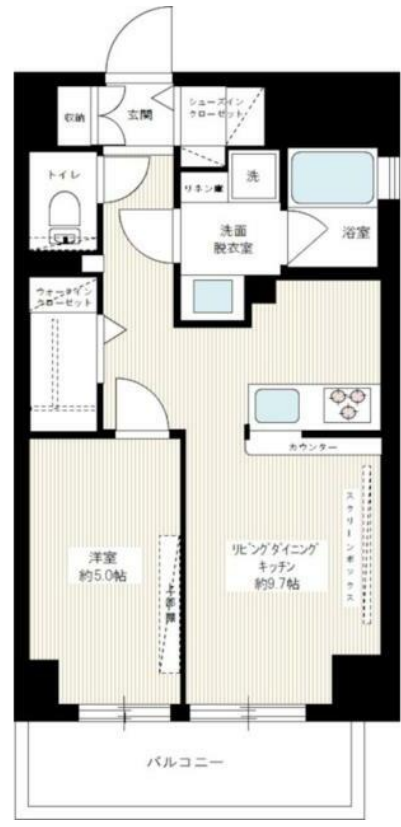 収納
玄関
シューズイン
クローゼット
トイレ
リネン庫
洗
洗面
脱衣室
浴室
ウォークイン
クローゼット
カウンター
洋室
約5.0帖
リビングダイニング
キッチン
約9.7帖
スクリーンボックス
バルコニー